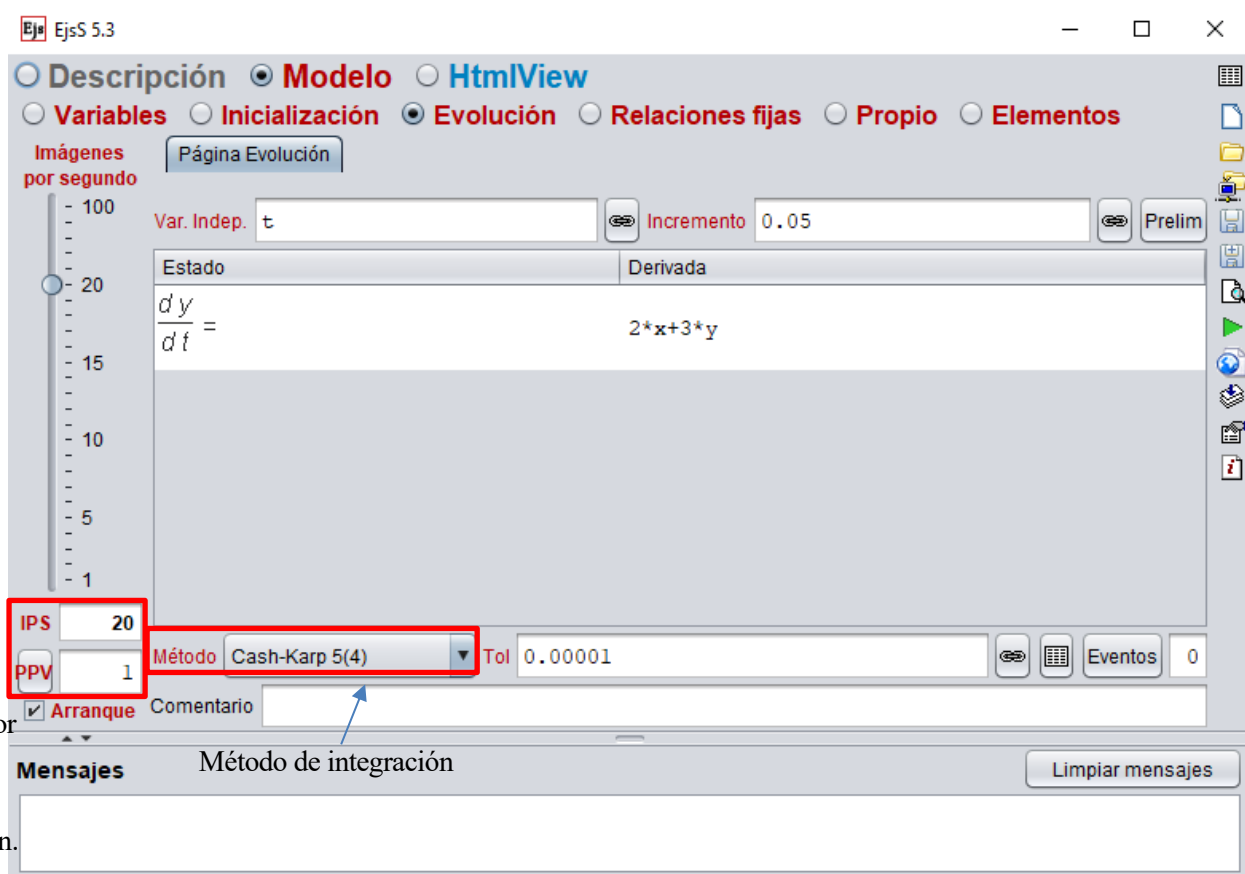 EjsS 5.3
Descripción Modelo HtmlView
Variables Inicialización Evolución Relaciones fijas Propio Elementos
Imágenes por segundo
Página Evolución
100
20
15
10
5
1
Var. Indep. t Incremento 0.05 Prelim
Estado Derivada
dy/dt = 2*x+3*y
IPS 20
PPV 1
Método Cash-Karp 5(4) Tol 0.00001 Eventos 0
Arranque Comentario
or
Método de integración
Mensajes Limpiar mensajes
n.